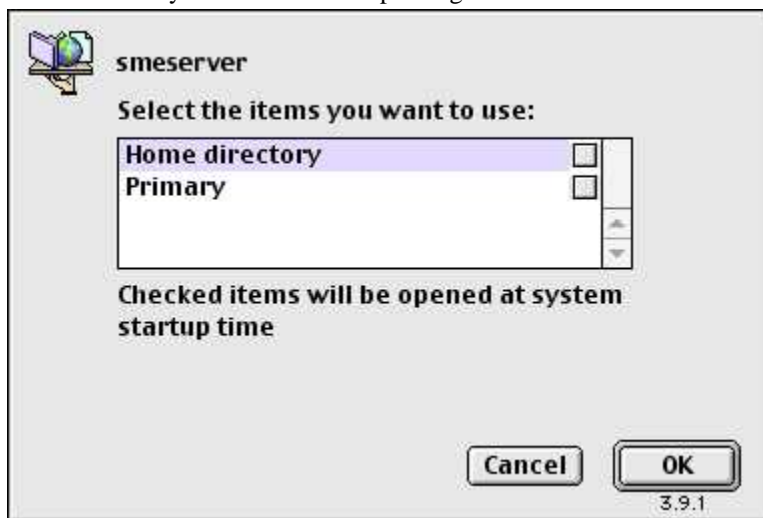 smeserver
Select the items you want to use:
Home directory
Primary
Checked items will be opened at system
startup time
Cancel
OK
3.9.1